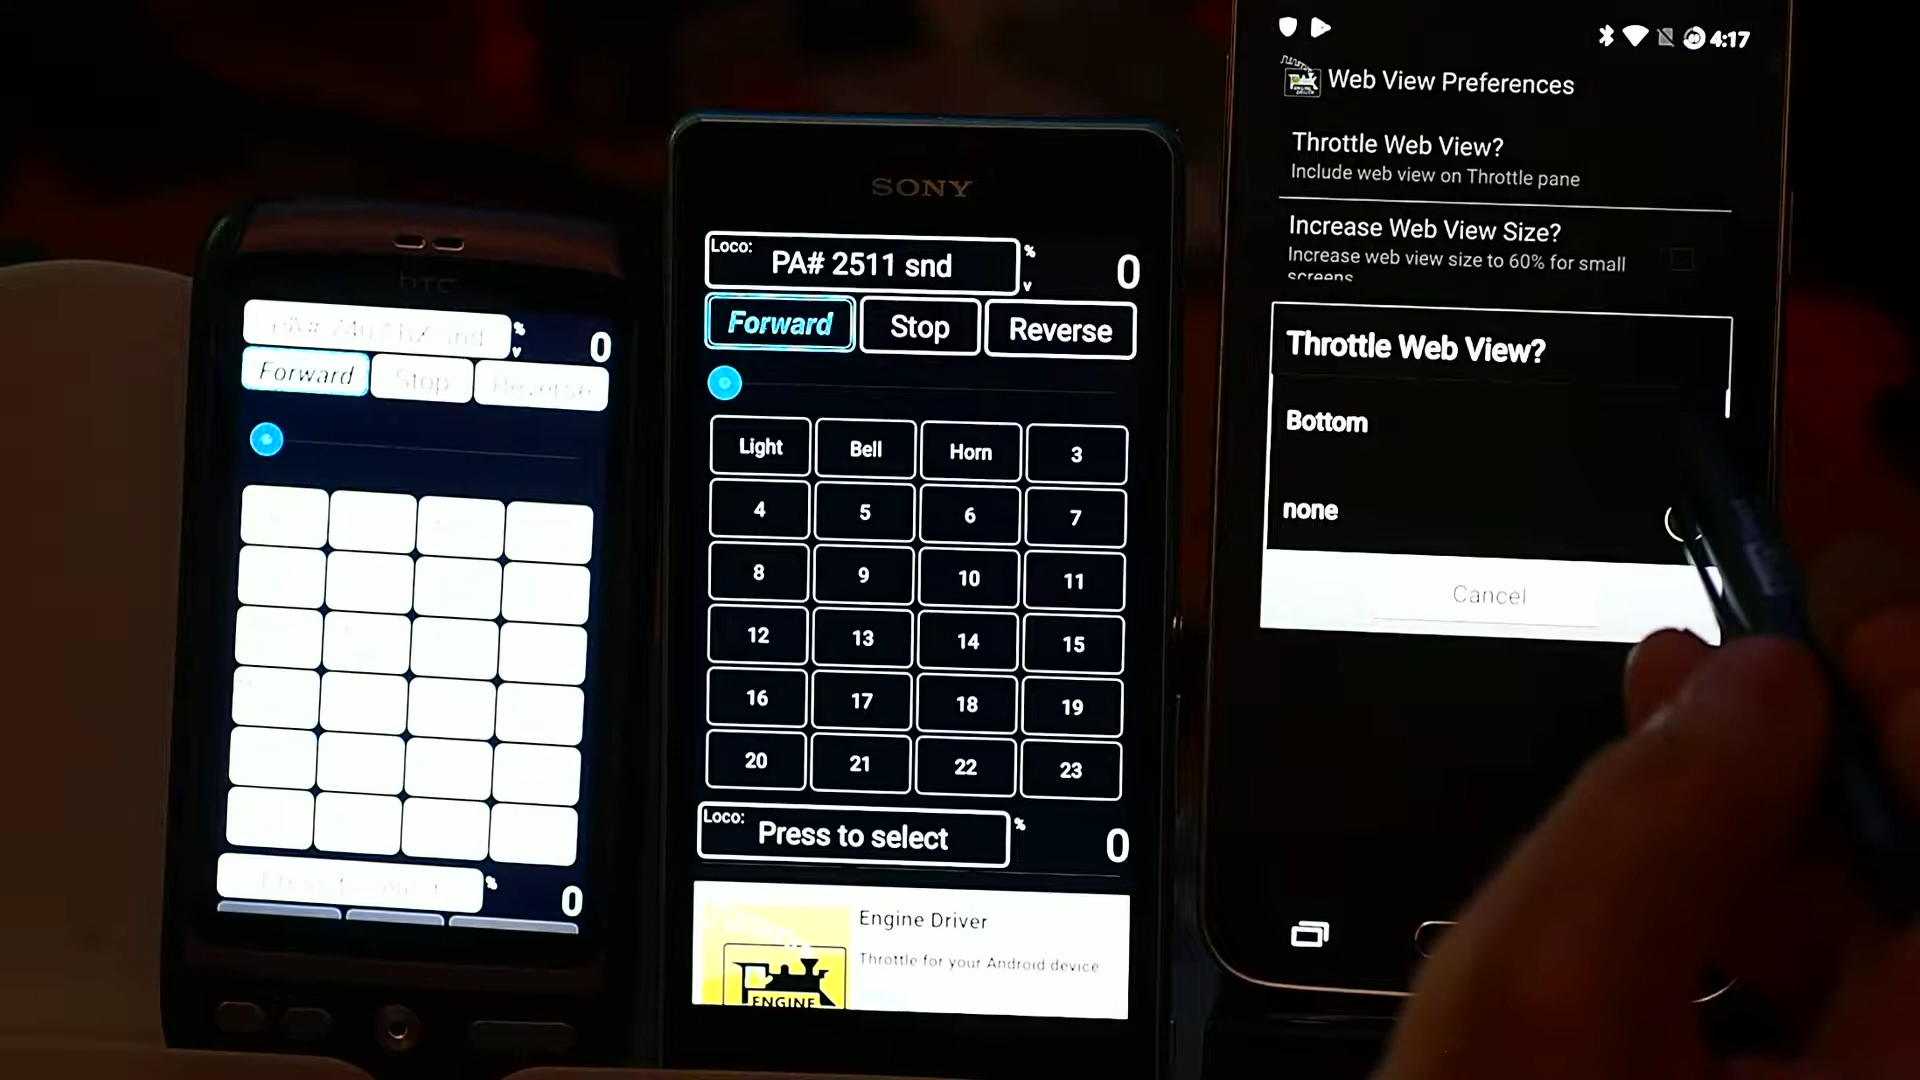 hTC
0
%
v
Forward
Stop
Reverse
%
0
SONY
Loco:
PA# 2511 snd
%
v
0
Forward
Stop
Reverse
Light
Bell
Horn
3
4
5
6
7
8
9
10
11
12
13
14
15
16
17
18
19
20
21
22
23
Loco:
Press to select
%
0
Engine Driver
Throttle for your Android device
ENGINE
4:17
Web View Preferences
Throttle Web View?
Include web view on Throttle pane
Increase Web View Size?
Increase web view size to 60% for small
screens
Throttle Web View?
Bottom
none
Cancel